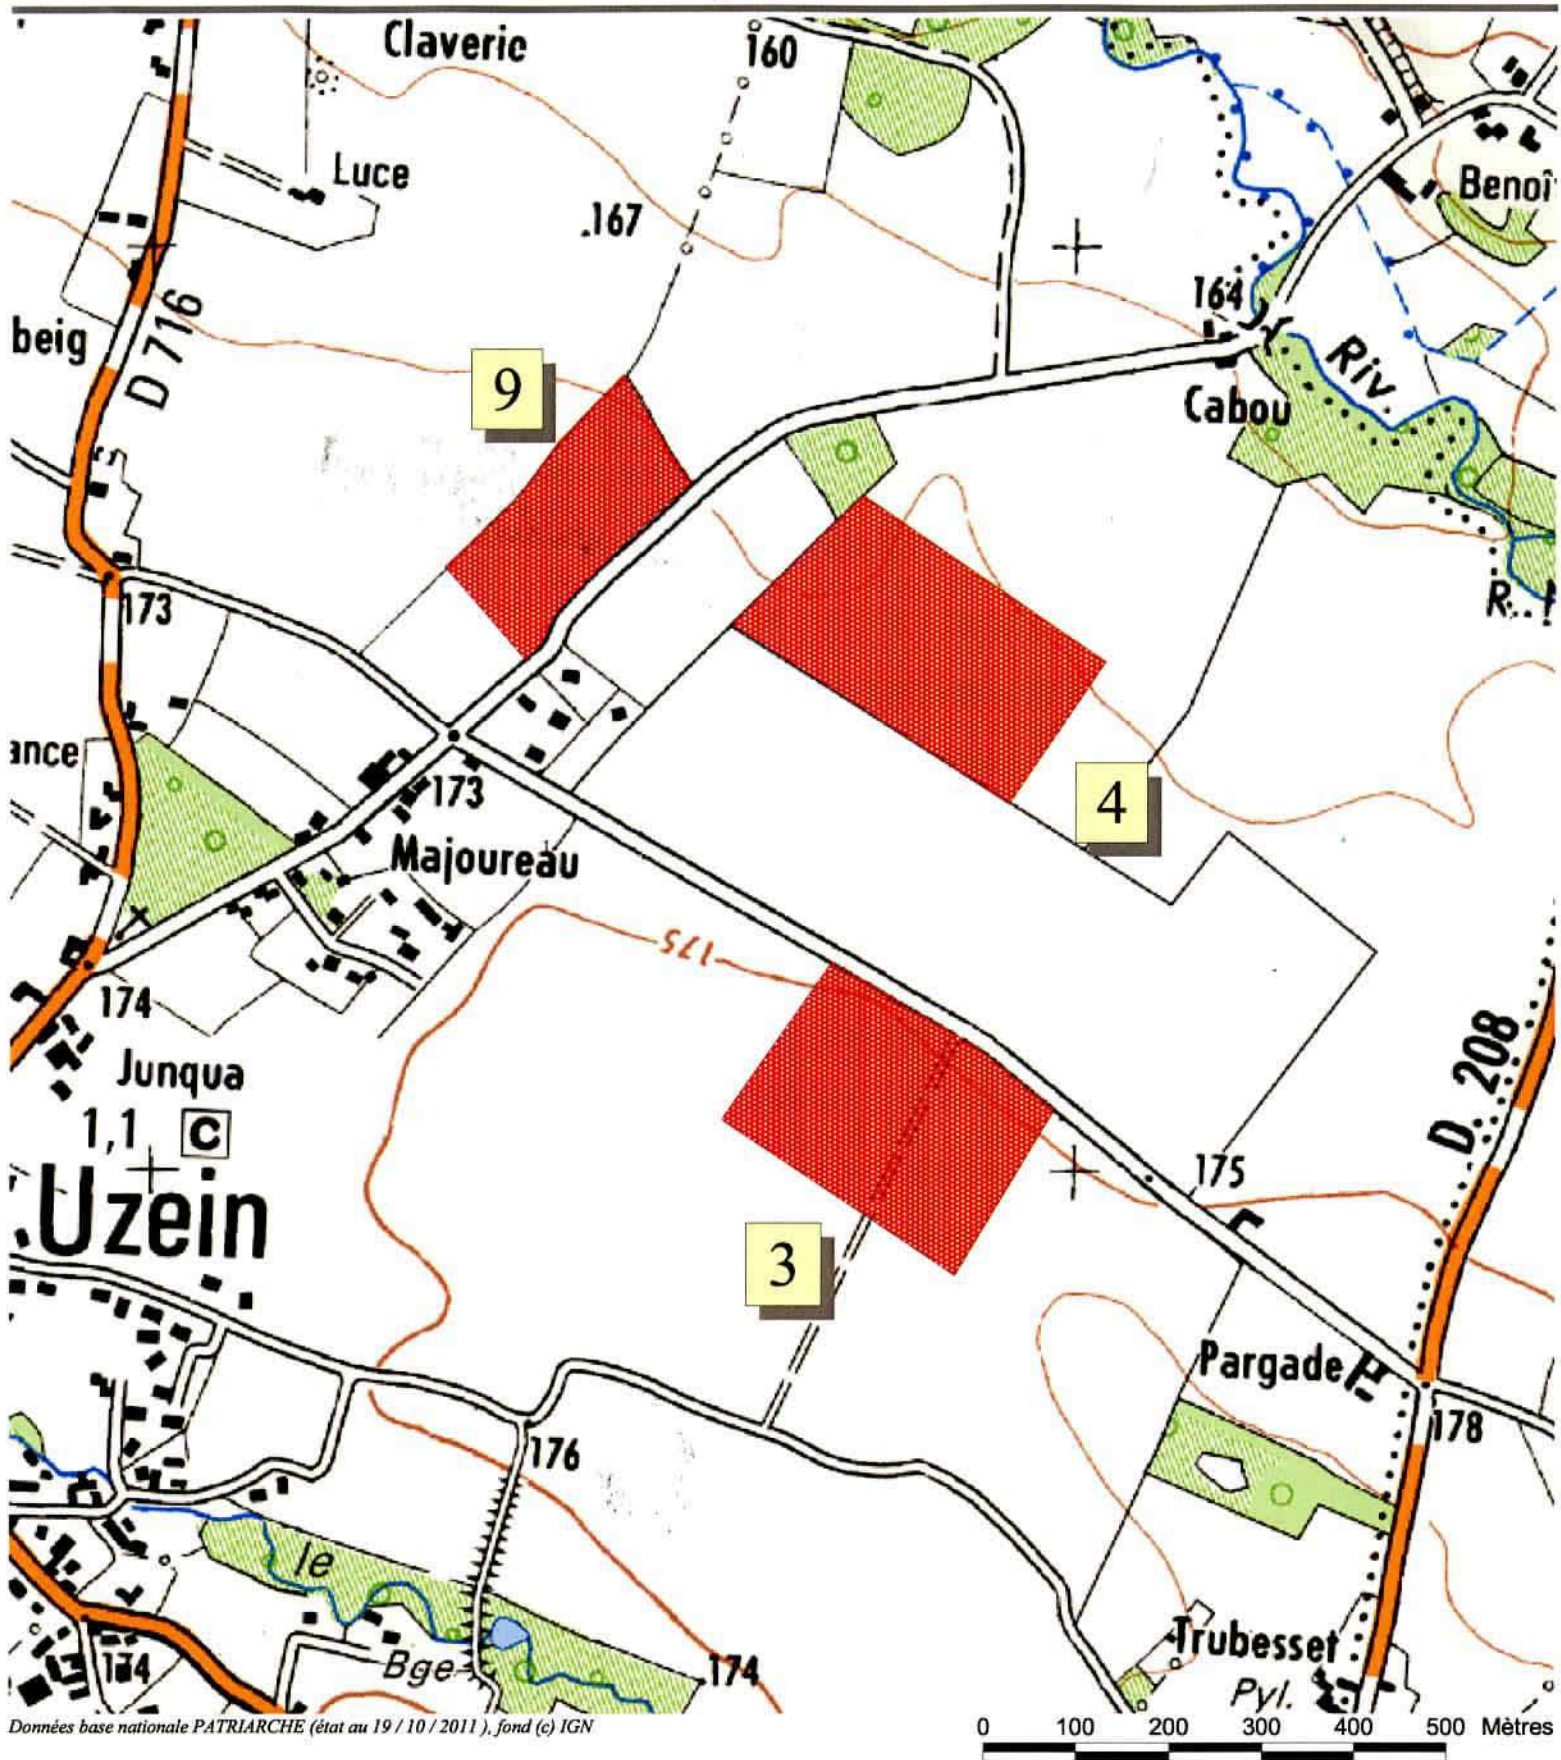 Claverie
160
Luce
.167
Benoî
164
beig
D 716
9
Riv.
Cabou
173
R.
ance
173
4
Majoureau
175
174
Junqua
D. 208
1,1 C
175
Uzein
3
Pargade
178
176
le
Trubesset
174
Bge
.174
Pyl.
Données base nationale PATRIARCHE (état au 19 / 10 / 2011 ), fond (c) IGN
0 100 200 300 400 500 Mètres